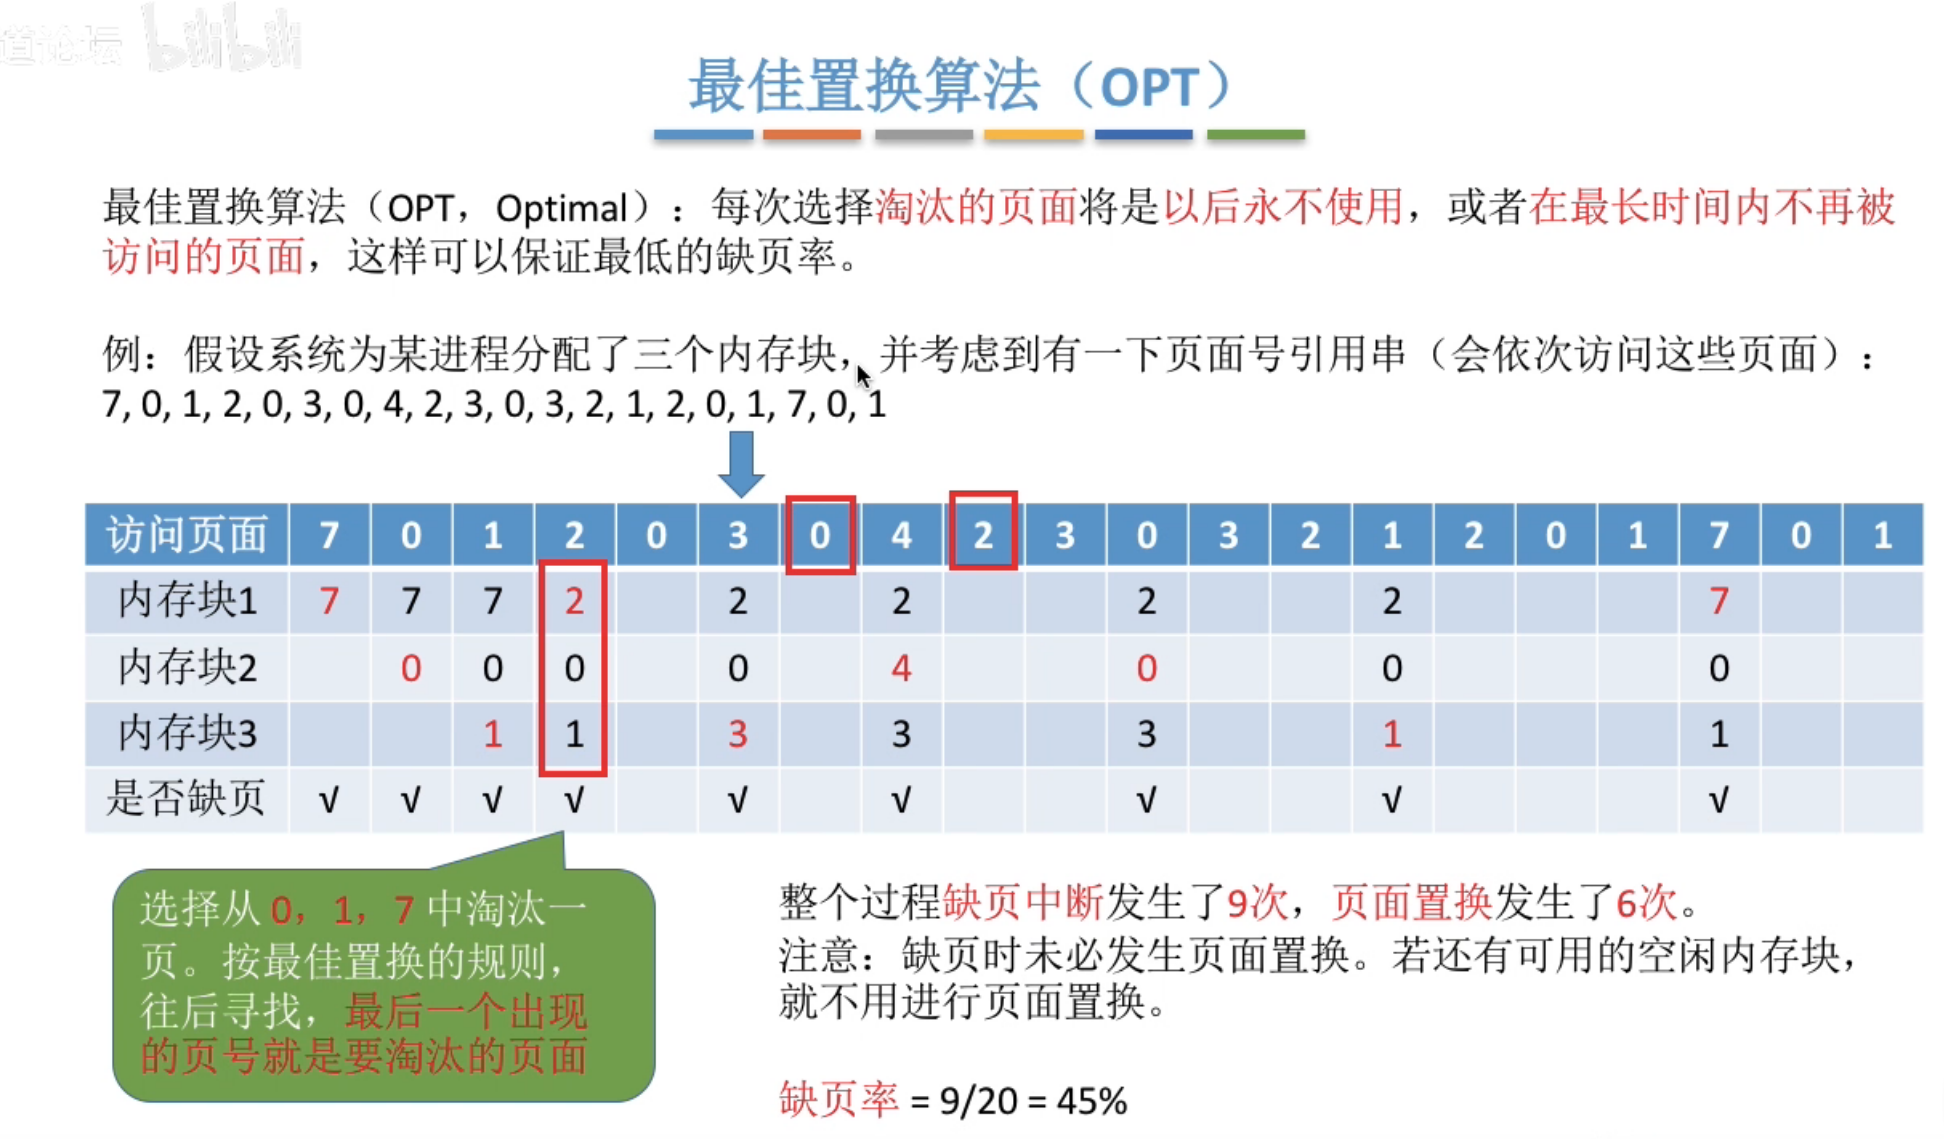 道论坛 bilibili
最佳置换算法（OPT）
最佳置换算法（OPT，Optimal）：每次选择淘汰的页面将是以后永不使用，或者在最长时间内不再被
访问的页面，这样可以保证最低的缺页率。
例：假设系统为某进程分配了三个内存块，并考虑到有一下页面号引用串（会依次访问这些页面）：
7, 0, 1, 2, 0, 3, 0, 4, 2, 3, 0, 3, 2, 1, 2, 0, 1, 7, 0, 1
访问页面 7 0 1 2 0 3 0 4 2 3 0 3 2 1 2 0 1 7 0 1
内存块1 7 7 7 2 2 2 2 2 7
内存块2 0 0 0 0 4 0 0 0
内存块3 1 1 3 3 3 1 1
是否缺页 √ √ √ √ √ √ √ √ √
选择从 0，1，7 中淘汰一
页。按最佳置换的规则，
往后寻找，最后一个出现
的页号就是要淘汰的页面
整个过程缺页中断发生了9次，页面置换发生了6次。
注意：缺页时未必发生页面置换。若还有可用的空闲内存块，
就不用进行页面置换。
缺页率 = 9/20 = 45%